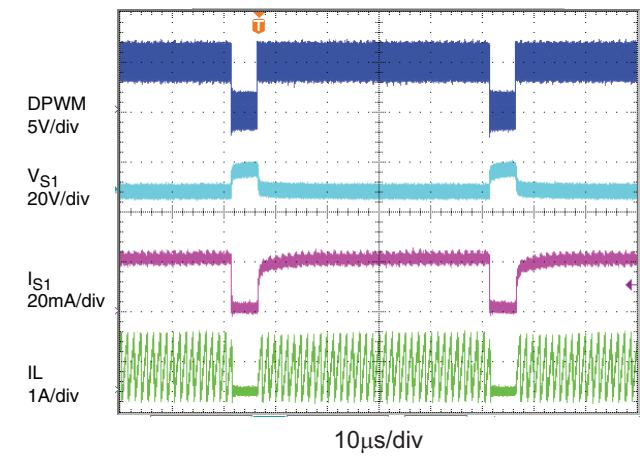 T
DPWM
5V/div
VS1
20V/div
IS1
20mA/div
IL
1A/div
10μs/div